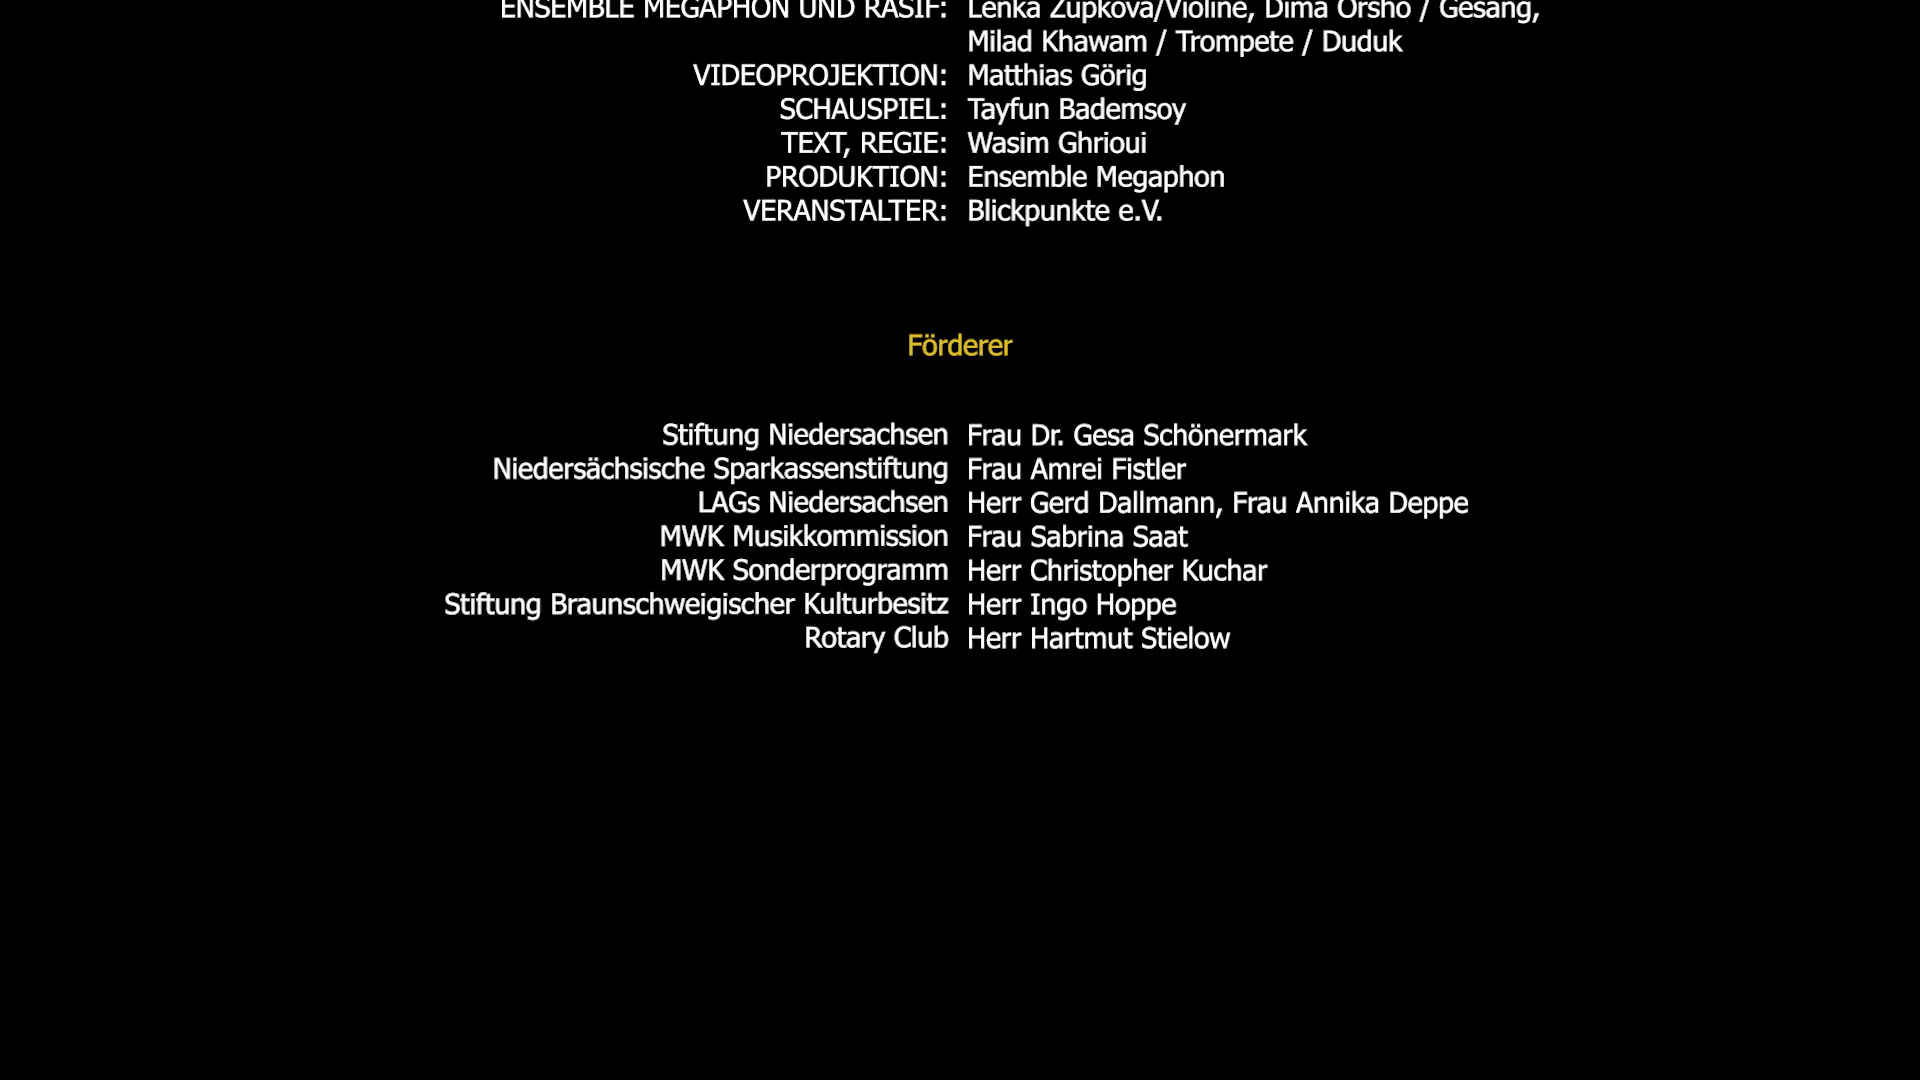 ENSEMBLE MEGAPHON UND RASIF: Lenka Zupkova/Violine, Dima Orsho / Gesang,
Milad Khawam / Trompete / Duduk
VIDEOPROJEKTION: Matthias Görig
SCHAUSPIEL: Tayfun Bademsoy
TEXT, REGIE: Wasim Ghrioui
PRODUKTION: Ensemble Megaphon
VERANSTALTER: Blickpunkte e.V.
Förderer
Stiftung Niedersachsen Frau Dr. Gesa Schönermark
Niedersächsische Sparkassenstiftung Frau Amrei Fistler
LAGs Niedersachsen Herr Gerd Dallmann, Frau Annika Deppe
MWK Musikkommission Frau Sabrina Saat
MWK Sonderprogramm Herr Christopher Kuchar
Stiftung Braunschweigischer Kulturbesitz Herr Ingo Hoppe
Rotary Club Herr Hartmut Stielow